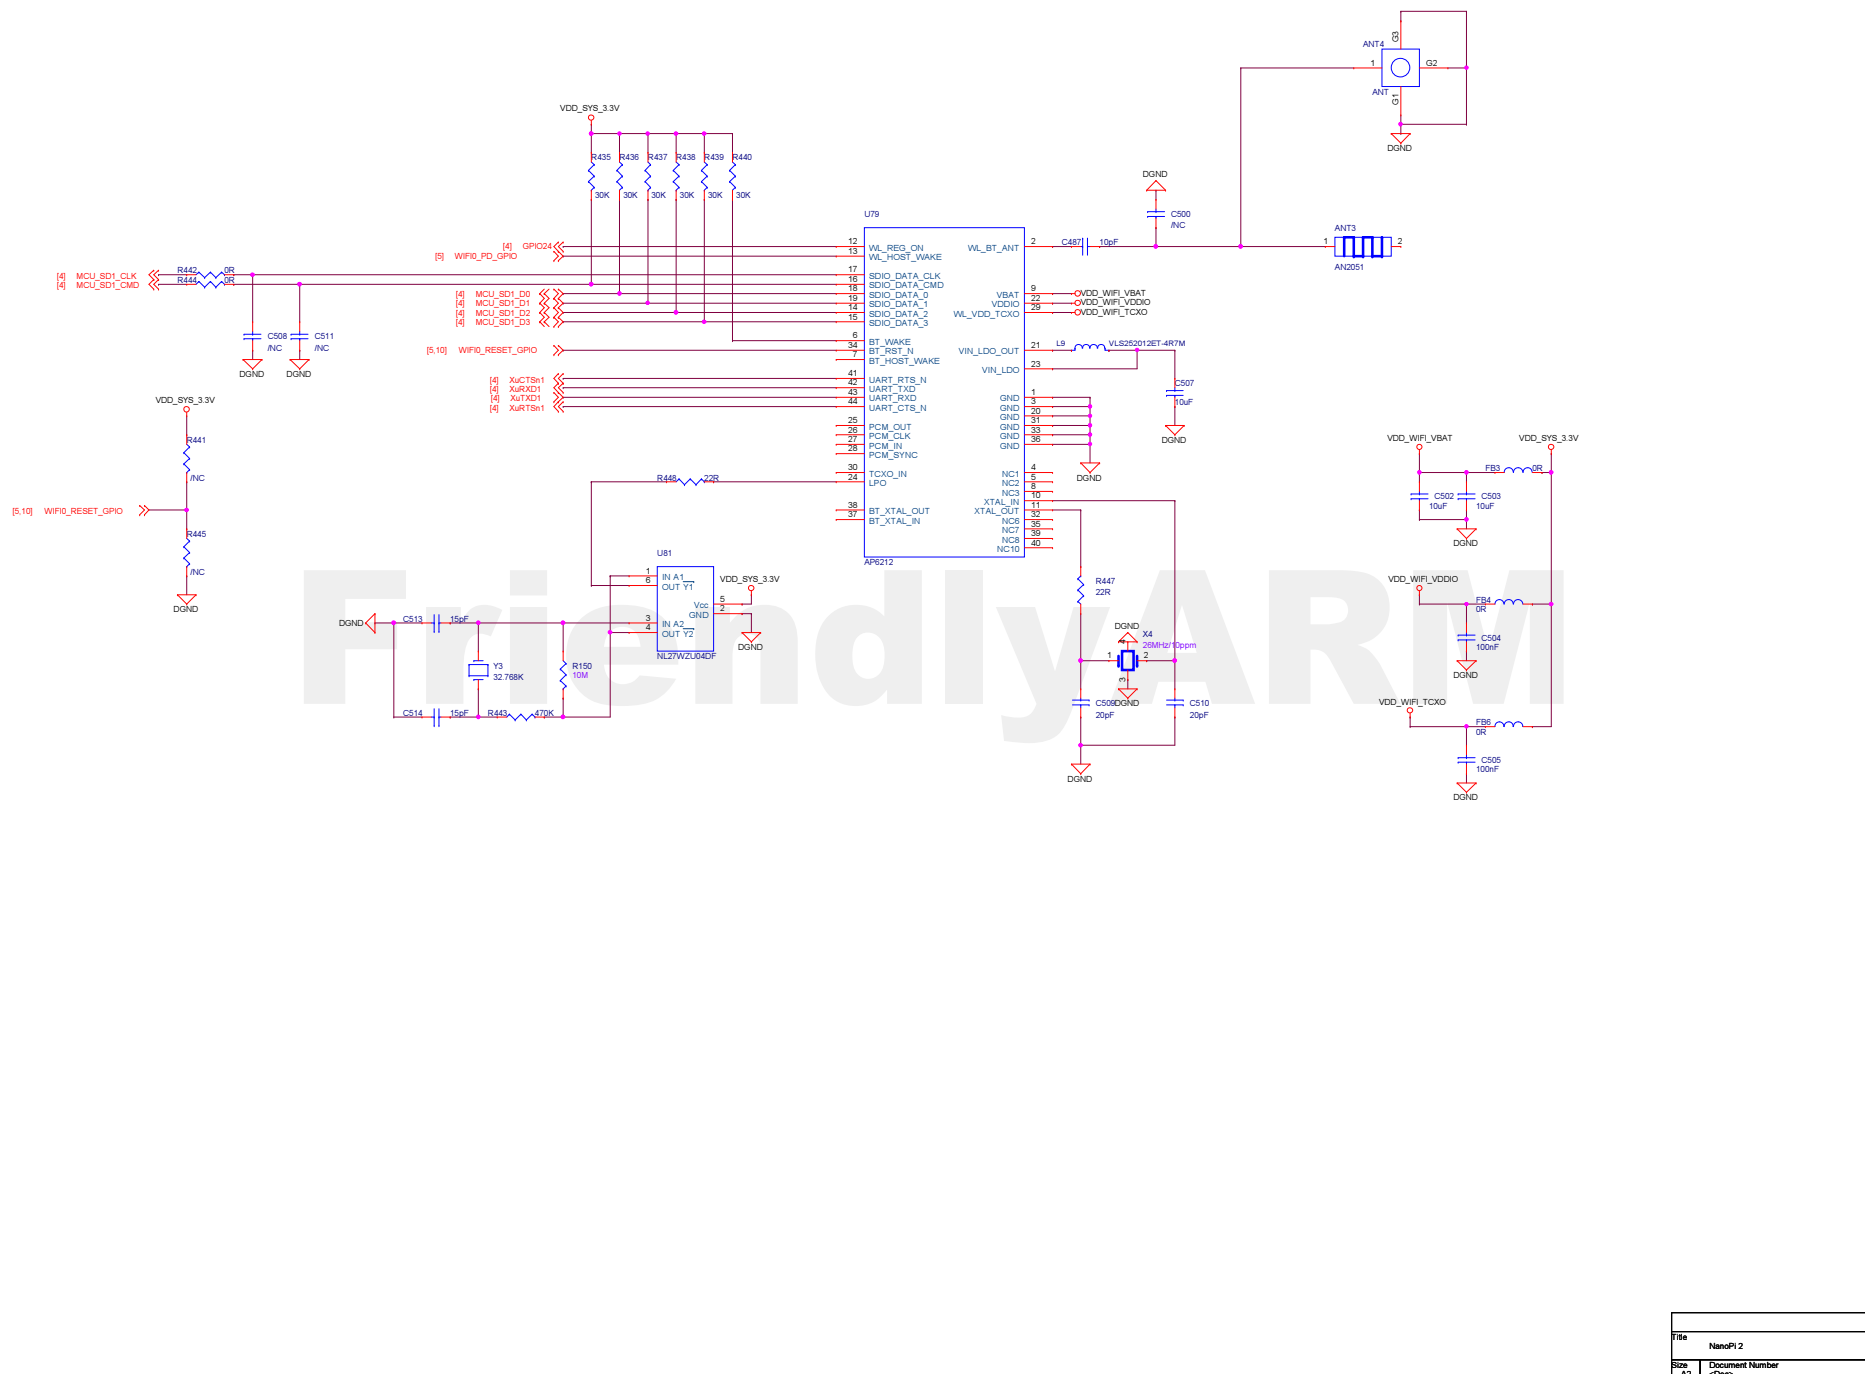 G3
ANT4
1
G2
ANT
G1
DGND
VDD_SYS_3.3V
R435 R436 R437 R438 R439 R440
30K 30K 30K 30K 30K 30K
DGND
C500
/NC
U79
ANT3
1 2
AN2051
[4] GPIO24
[5] WIFI0_PD_GPIO
12 WL_REG_ON
13 WL_HOST_WAKE
WL_BT_ANT 2
C487 10pF
[4] MCU_SD1_CLK
[4] MCU_SD1_CMD
R442 0R
R444 0R
17 SDIO_DATA_CLK
16 SDIO_DATA_CMD
18 SDIO_DATA_0
19 SDIO_DATA_1
14 SDIO_DATA_2
15 SDIO_DATA_3
[4] MCU_SD1_D0
[4] MCU_SD1_D1
[4] MCU_SD1_D2
[4] MCU_SD1_D3
VBAT 9 VDD_WIFI_VBAT
VDDIO 22 VDD_WIFI_VDDIO
WL_VDD_TCXO 29 VDD_WIFI_TCXO
C508
/NC
DGND
C511
/NC
DGND
[5,10] WIFI0_RESET_GPIO
6 BT_WAKE
34 BT_RST_N
7 BT_HOST_WAKE
VIN_LDO_OUT 21
L9 VLS252012ET-4R7M
VIN_LDO 23
C507
10uF
DGND
[4] XuCTSn1
[4] XuRXD1
[4] XuTXD1
[4] XuRTSn1
41 UART_RTS_N
42 UART_TXD
43 UART_RXD
44 UART_CTS_N
GND 1
GND 3
GND 20
GND 31
GND 33
GND 36
DGND
25 PCM_OUT
26 PCM_CLK
27 PCM_IN
28 PCM_SYNC
30 TCXO_IN
24 LPO
38 BT_XTAL_OUT
37 BT_XTAL_IN
NC1 4
NC2 5
NC3 8
XTAL_IN 10
XTAL_OUT 11
NC6 32
NC7 35
NC8 39
NC10 40
AP6212
VDD_SYS_3.3V
R441
/NC
[5,10] WIFI0_RESET_GPIO
R445
/NC
DGND
R448 22R
U81
1 IN A1
6 OUT Y1
3 IN A2
4 OUT Y2
Vcc 5
GND 2
NL27WZU04DF
VDD_SYS_3.3V
DGND
DGND
C513 15pF
Y3
32.768K
R150
10M
C514 15pF
R443 470K
R447
22R
DGND
X4
26MHz/10ppm
4
1 2
3
DGND
C509
20pF
C510
20pF
DGND
VDD_WIFI_VBAT
VDD_SYS_3.3V
FB3 0R
C502
10uF
C503
10uF
DGND
VDD_WIFI_VDDIO
FB4
0R
C504
100nF
DGND
VDD_WIFI_TCXO
FB6
0R
C505
100nF
DGND
FriendlyARM
Title
NanoPi 2
Size Document Number